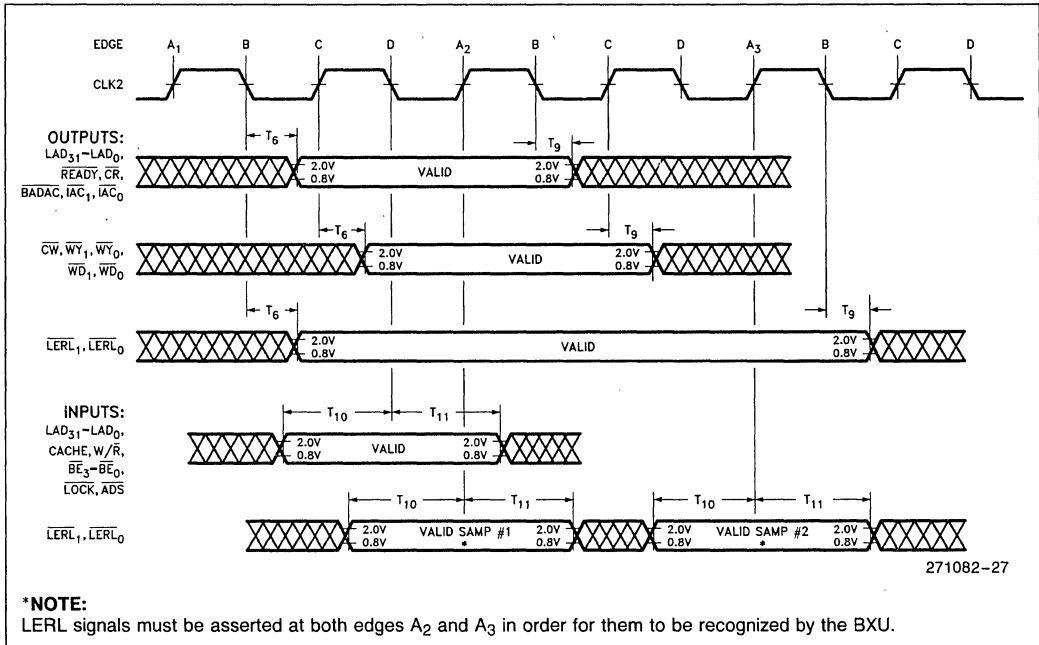 EDGE A1 B C D A2 B C D A3 B C D
CLK2
OUTPUTS:
T6 T9
LAD31–LAD0,
READY, CR,
BADAC, IAC1, IAC0
2.0V VALID 2.0V
0.8V 0.8V
T6 T9
CW, WY1, WY0,
WD1, WD0
2.0V VALID 2.0V
0.8V 0.8V
T6 T9
LERL1, LERL0
2.0V VALID 2.0V
0.8V 0.8V
INPUTS:
T10 T11
LAD31–LAD0,
CACHE, W/R,
BE3–BE0,
LOCK, ADS
2.0V VALID 2.0V
0.8V 0.8V
T10 T11 T10 T11
LERL1, LERL0
2.0V VALID SAMP #1 2.0V 2.0V VALID SAMP #2 2.0V
0.8V * 0.8V 0.8V * 0.8V
271082–27
*NOTE:
LERL signals must be asserted at both edges A2 and A3 in order for them to be recognized by the BXU.